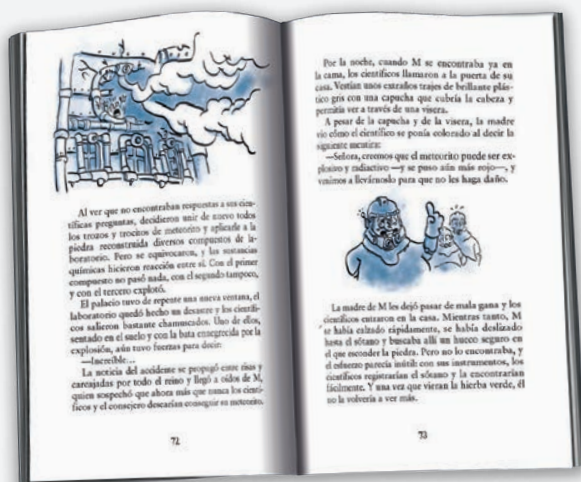 Al ver que no encontraban respuestas a sus cien-
tíficas preguntas, decidieron unir de nuevo todos
los trozos y trocitos de meteorito y aplicarle a la
piedra reconstruida diversos compuestos de la-
boratorio. Pero se equivocaron, y las sustancias
químicas hicieron reacción entre sí. Con el primer
compuesto no pasó nada, con el segundo tampoco,
y con el tercero explotó.
El palacio tuvo de repente una nueva ventana, el
laboratorio quedó hecho un desastre y los científi-
cos salieron bastante chamuscados. Uno de ellos,
sentado en el suelo y con la bata ennegrecida por la
explosión, aún tuvo fuerzas para decir:
—Increíble...
La noticia del accidente se propagó entre risas y
carcajadas por todo el reino y llegó a oídos de M,
quien sospechó que ahora más que nunca los cientí-
ficos y el consejero desearían conseguir su meteorito.
72
Por la noche, cuando M se encontraba ya en
la cama, los científicos llamaron a la puerta de su
casa. Vestían unos extraños trajes de brillante plás-
tico gris con una capucha que cubría la cabeza y
permitía ver a través de una visera.
A pesar de la capucha y de la visera, la madre
vio cómo el científico se ponía colorado al decir la
siguiente mentira:
—Señora, creemos que el meteorito puede ser ex-
plosivo y radiactivo —y se puso aún más rojo—, y
venimos a llevárnoslo para que no les haga daño.
La madre de M les dejó pasar de mala gana y los
científicos entraron en la casa. Mientras tanto, M
se había calzado rápidamente, se había deslizado
hasta el sótano y buscaba allí un hueco seguro en
el que esconder la piedra. Pero no lo encontraba, y
el esfuerzo parecía inútil: con sus instrumentos, los
científicos registrarían el sótano y la encontrarían
fácilmente. Y una vez que vieran la hierba verde, él
no la volvería a ver más.
73